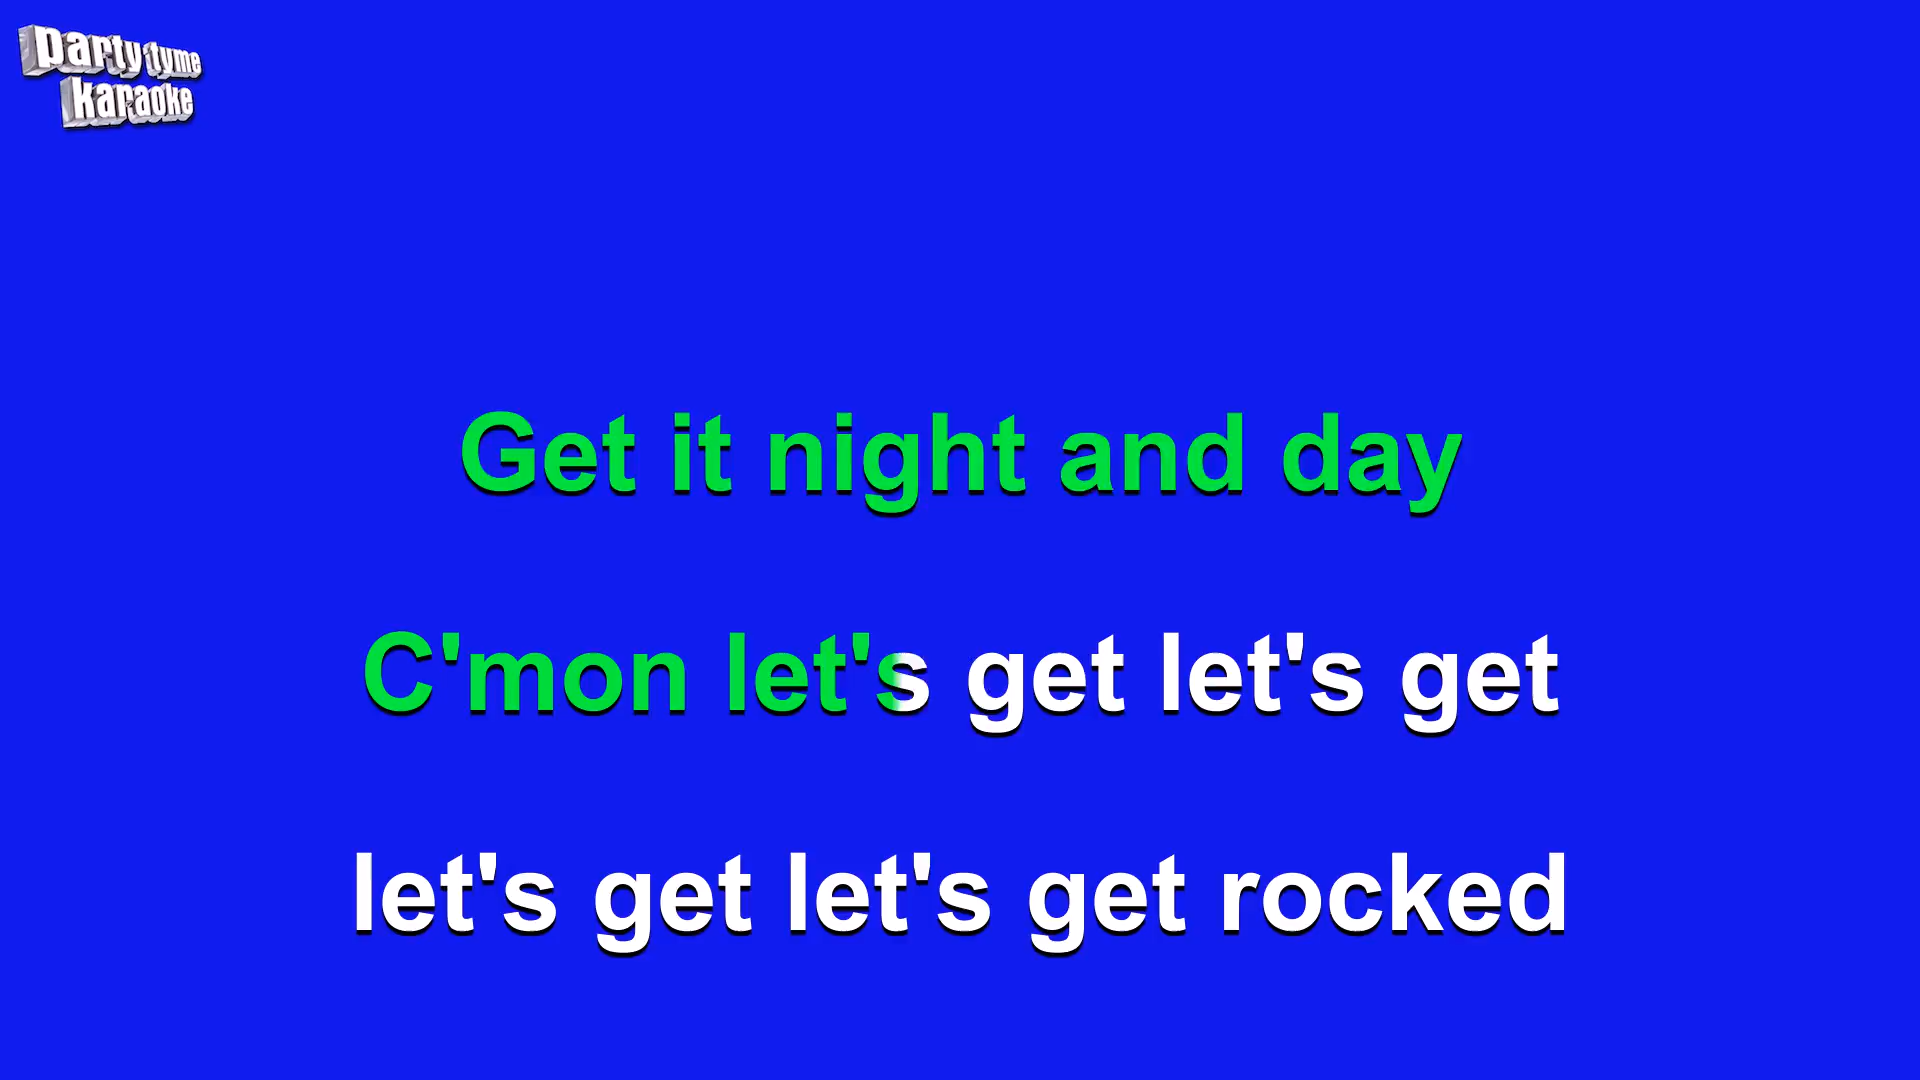 party tyme
karaoke
Get it night and day
C'mon let's get let's get
let's get let's get rocked